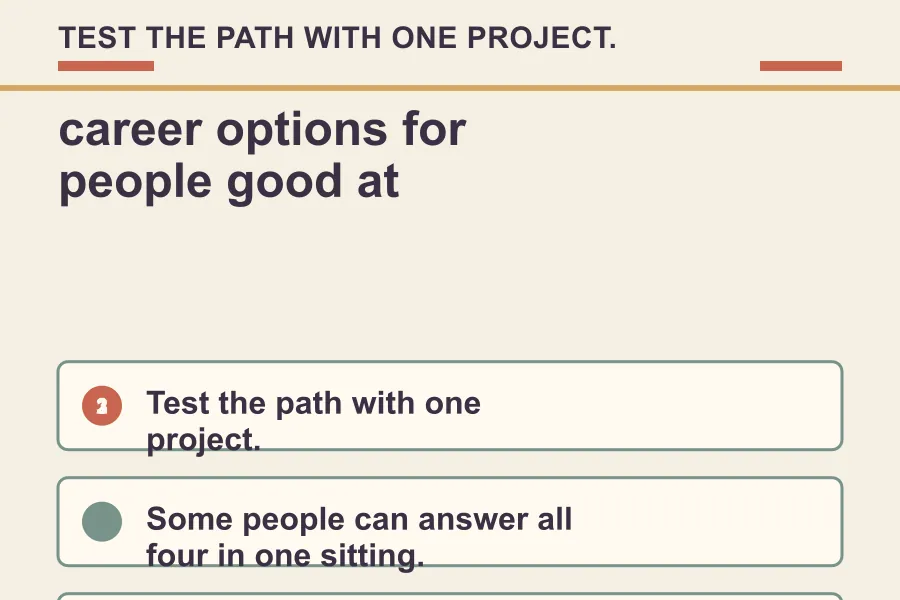 TEST THE PATH WITH ONE PROJECT.
career options for
people good at
Test the path with one
project.
Some people can answer all
four in one sitting.